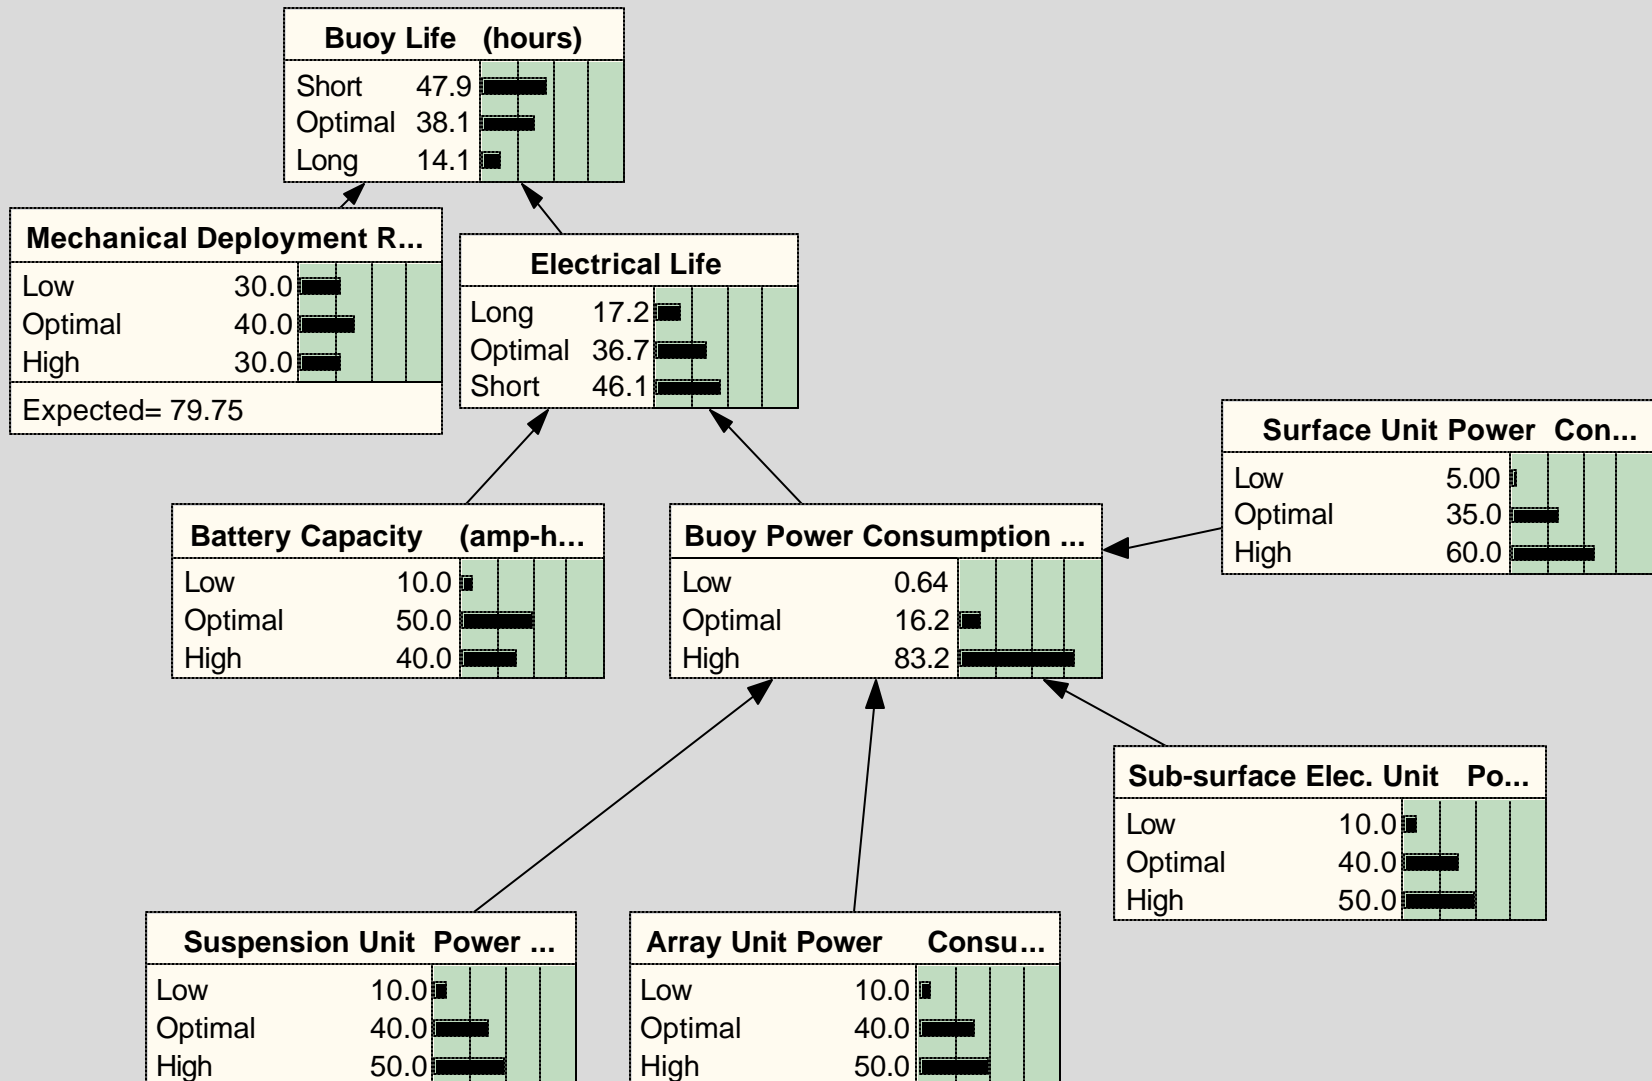 Buoy Life (hours)
Short 47.9
Optimal 38.1
Long 14.1
Mechanical Deployment R...
Low 30.0
Optimal 40.0
High 30.0
Expected= 79.75
Electrical Life
Long 17.2
Optimal 36.7
Short 46.1
Surface Unit Power Con...
Low 5.00
Optimal 35.0
High 60.0
Battery Capacity (amp-h...
Low 10.0
Optimal 50.0
High 40.0
Buoy Power Consumption ...
Low 0.64
Optimal 16.2
High 83.2
Sub-surface Elec. Unit Po...
Low 10.0
Optimal 40.0
High 50.0
Suspension Unit Power ...
Low 10.0
Optimal 40.0
High 50.0
Array Unit Power Consu...
Low 10.0
Optimal 40.0
High 50.0